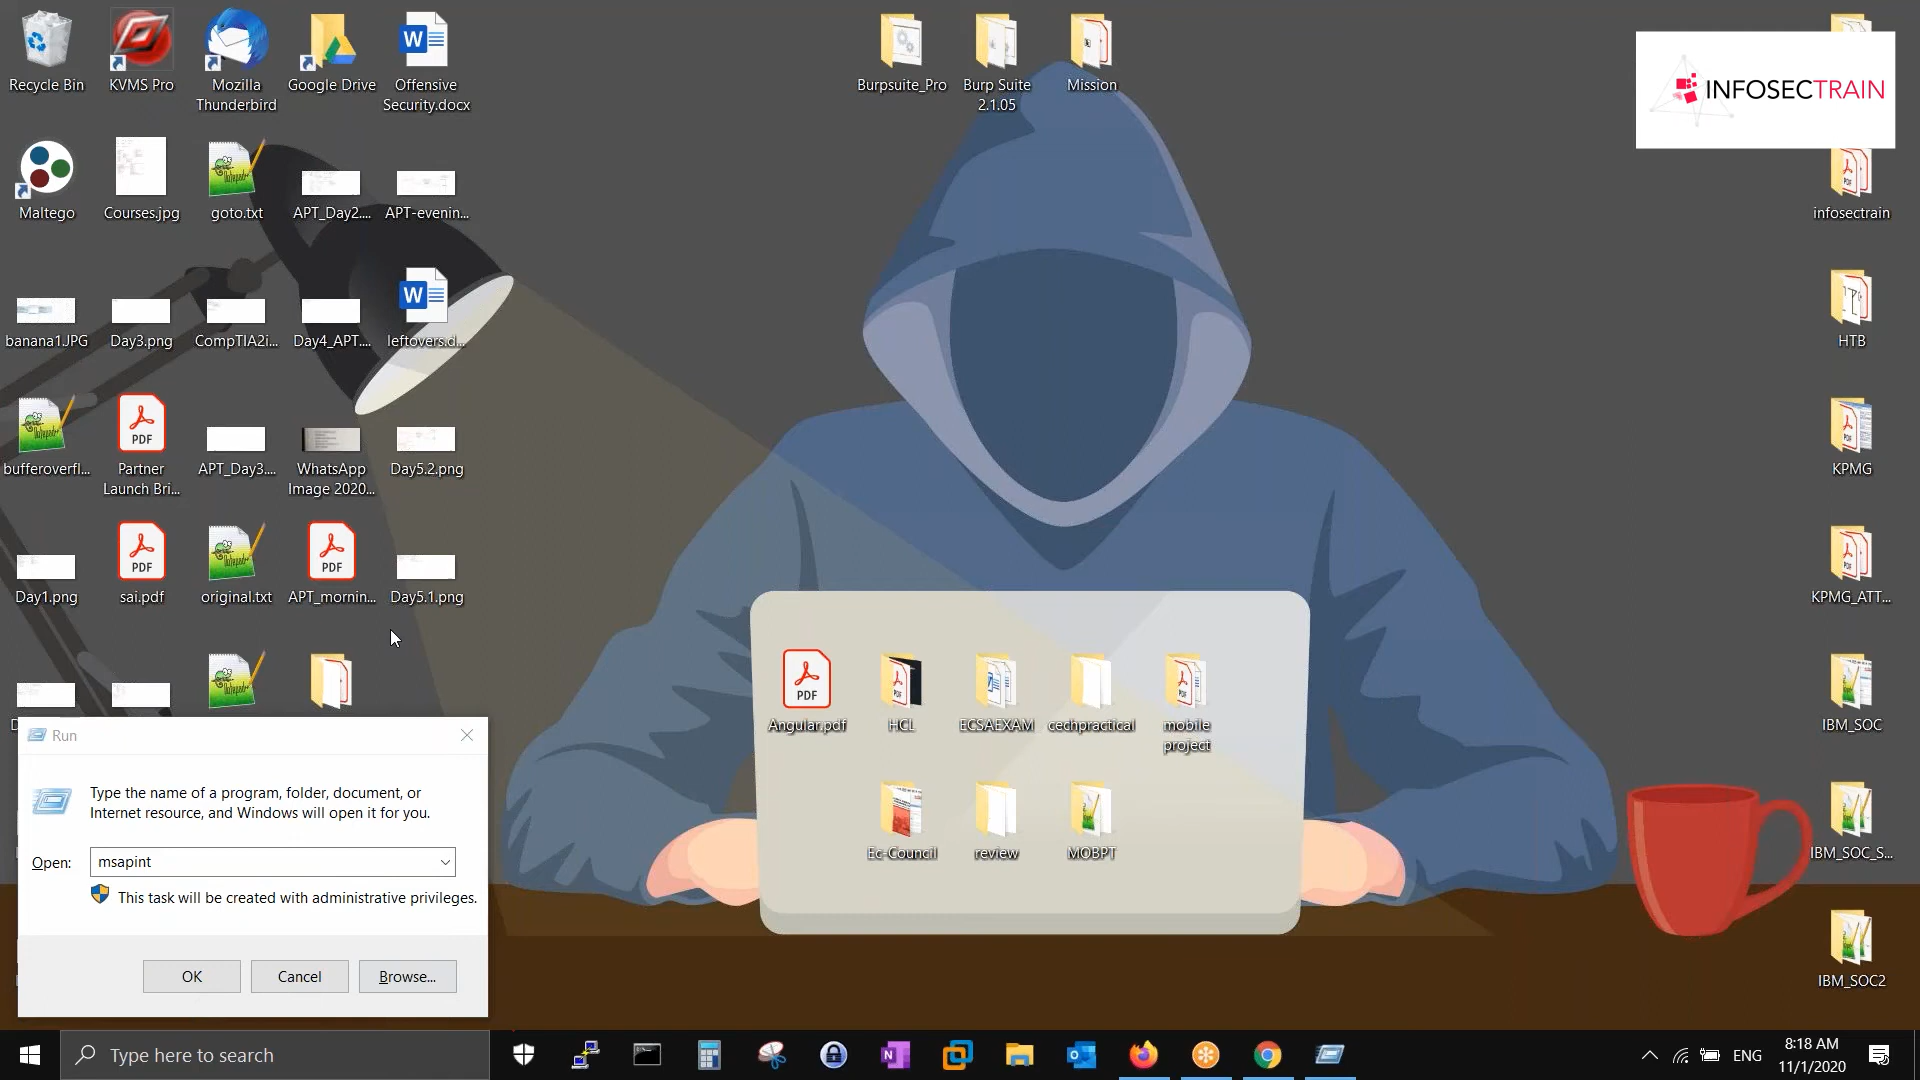 Recycle Bin
KVMS Pro
Mozilla
Thunderbird
Google Drive
Offensive
Security.docx
Burpsuite_Pro
Burp Suite
2.1.05
Mission
INFOSECTRAIN
Maltego
Courses.jpg
goto.txt
APT_Day2....
APT-evenin...
infosectrain
banana1.JPG
Day3.png
CompTIA2i...
Day4_APT....
leftovers.d...
HTB
bufferoverfl...
Partner
Launch Bri...
APT_Day3....
WhatsApp
Image 2020...
Day5.2.png
KPMG
Day1.png
sai.pdf
original.txt
APT_mornin...
Day5.1.png
KPMG_ATT...
Angular.pdf
HCL
ECSAEXAM
cechpractical
mobile
project
IBM_SOC
Run
Type the name of a program, folder, document, or
Internet resource, and Windows will open it for you.
Open:
msapint
This task will be created with administrative privileges.
OK
Cancel
Browse...
Ec-Council
review
MOBPT
IBM_SOC_S...
IBM_SOC2
Type here to search
ENG
8:18 AM
11/1/2020